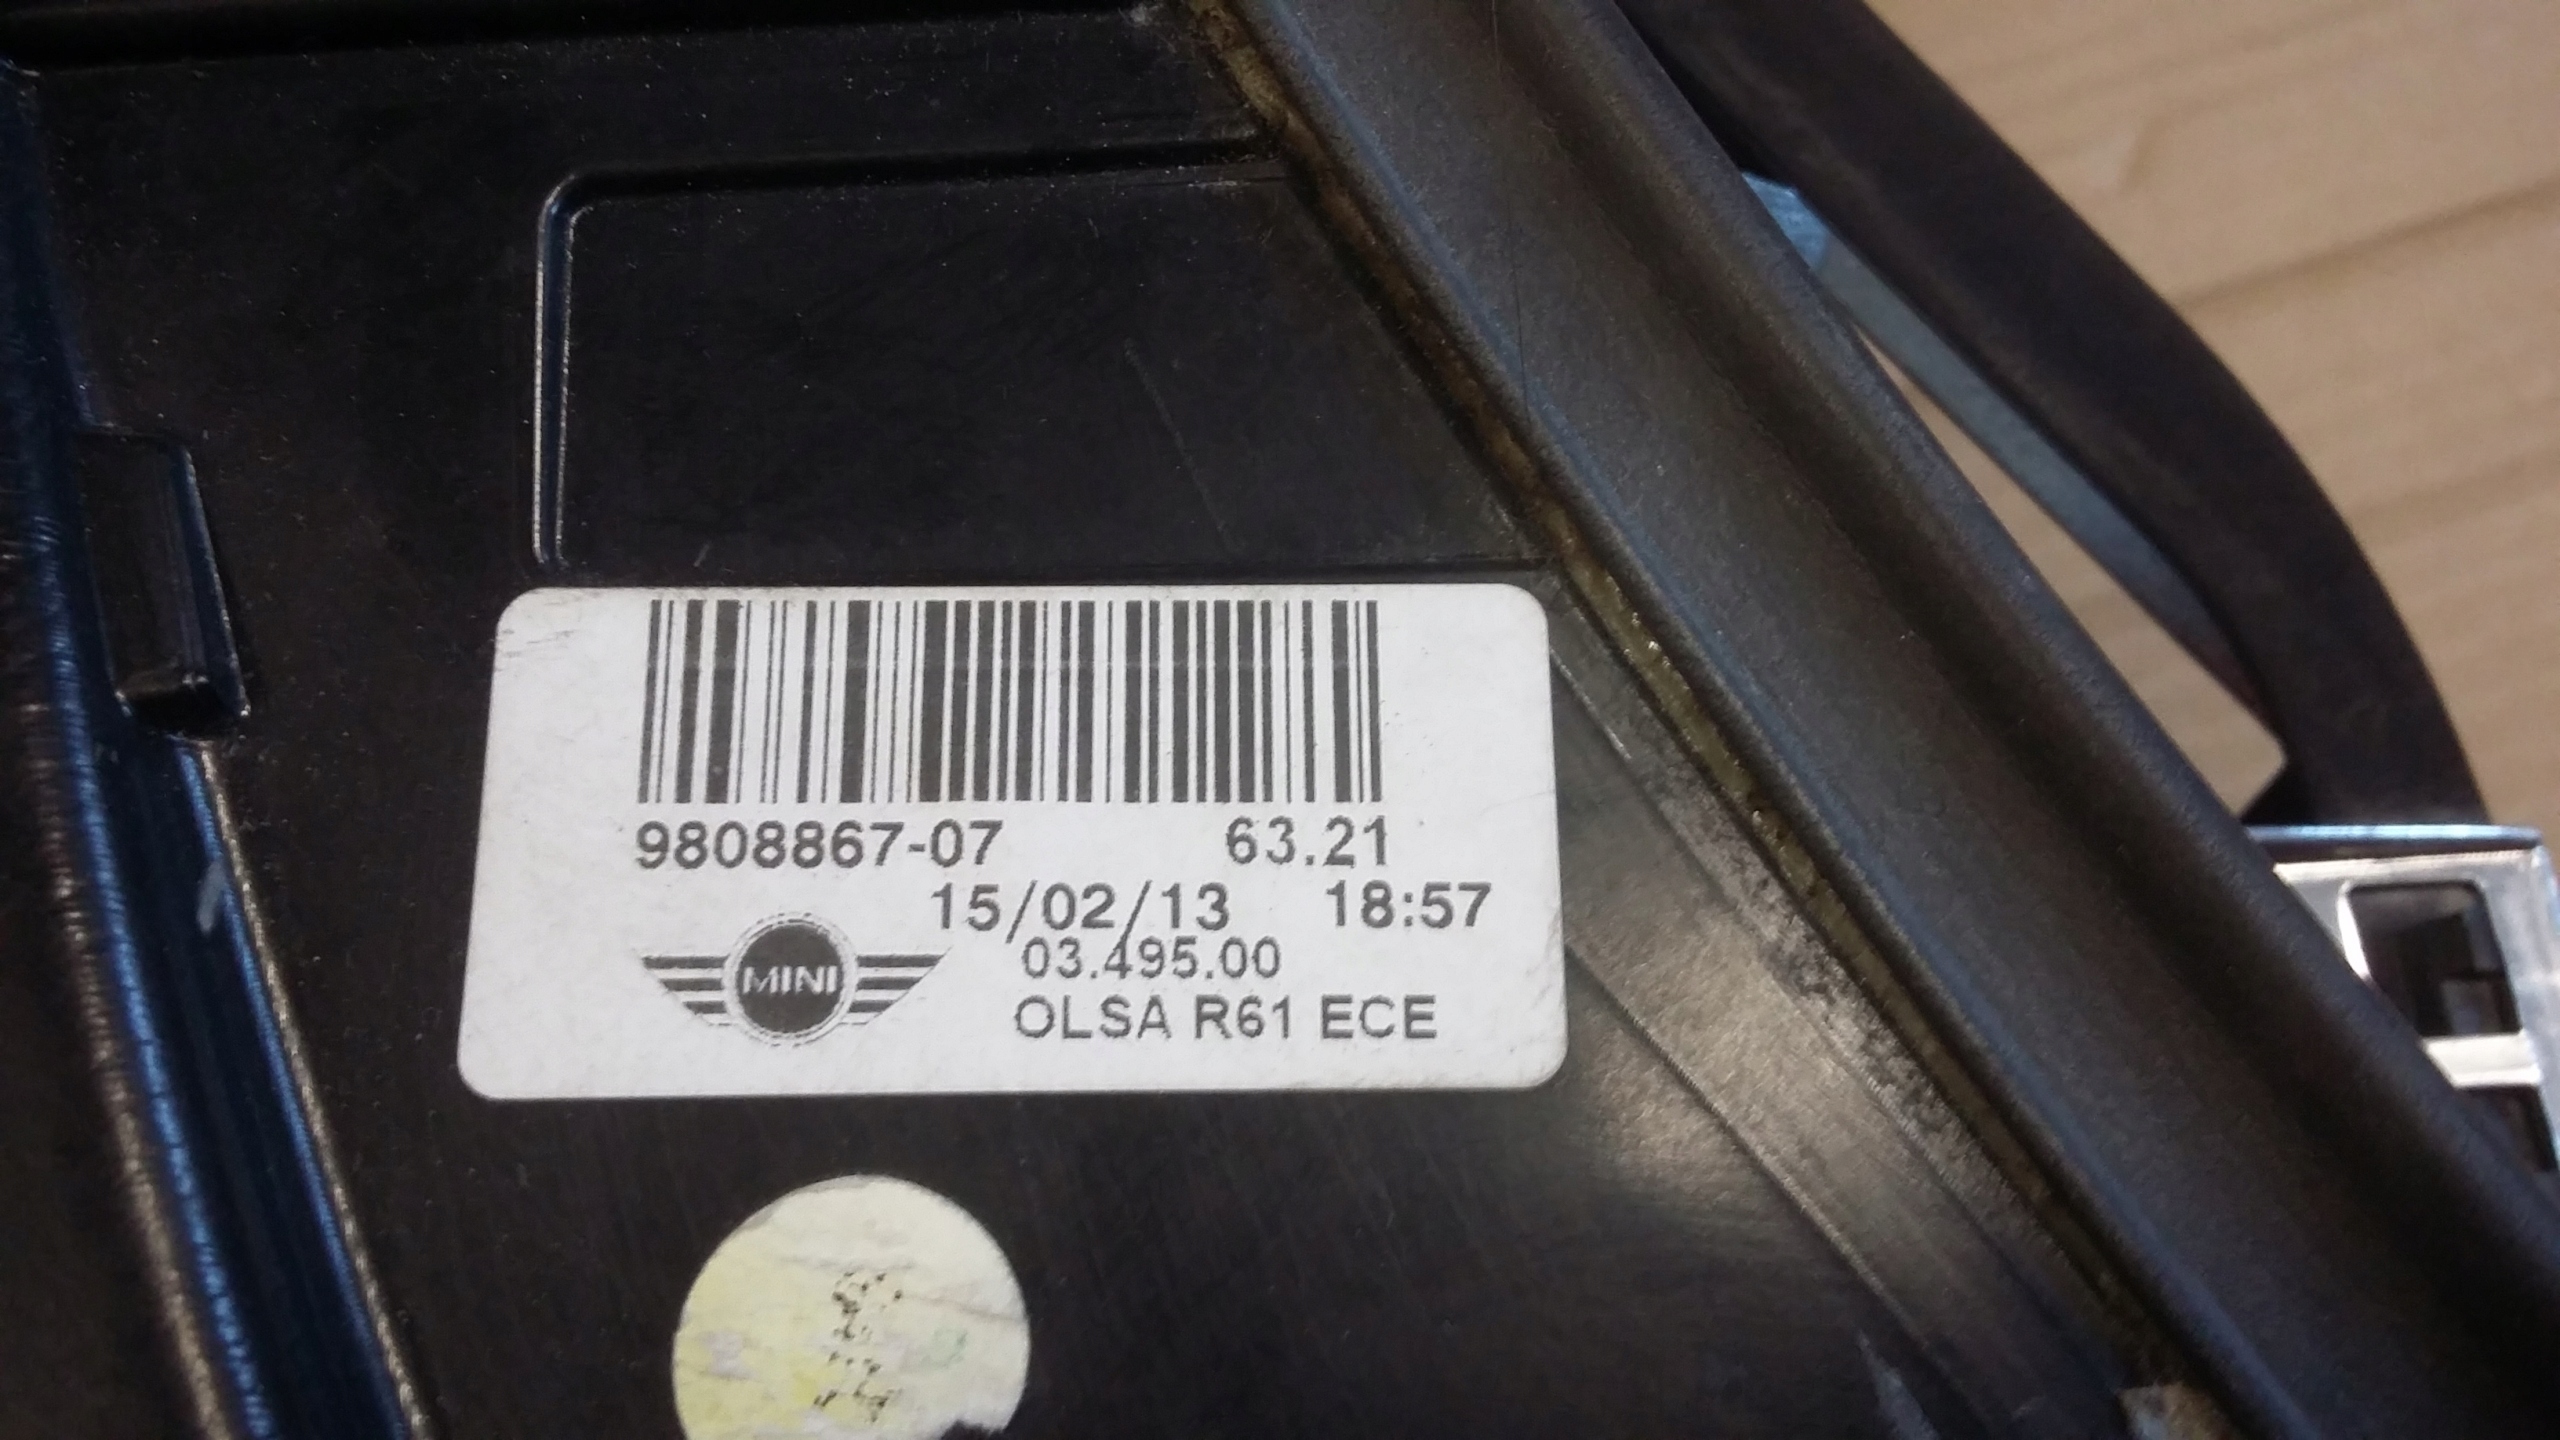 9808867-07 63.21
15/02/13 18:57
03.495.00
MINI
OLSA R61 ECE